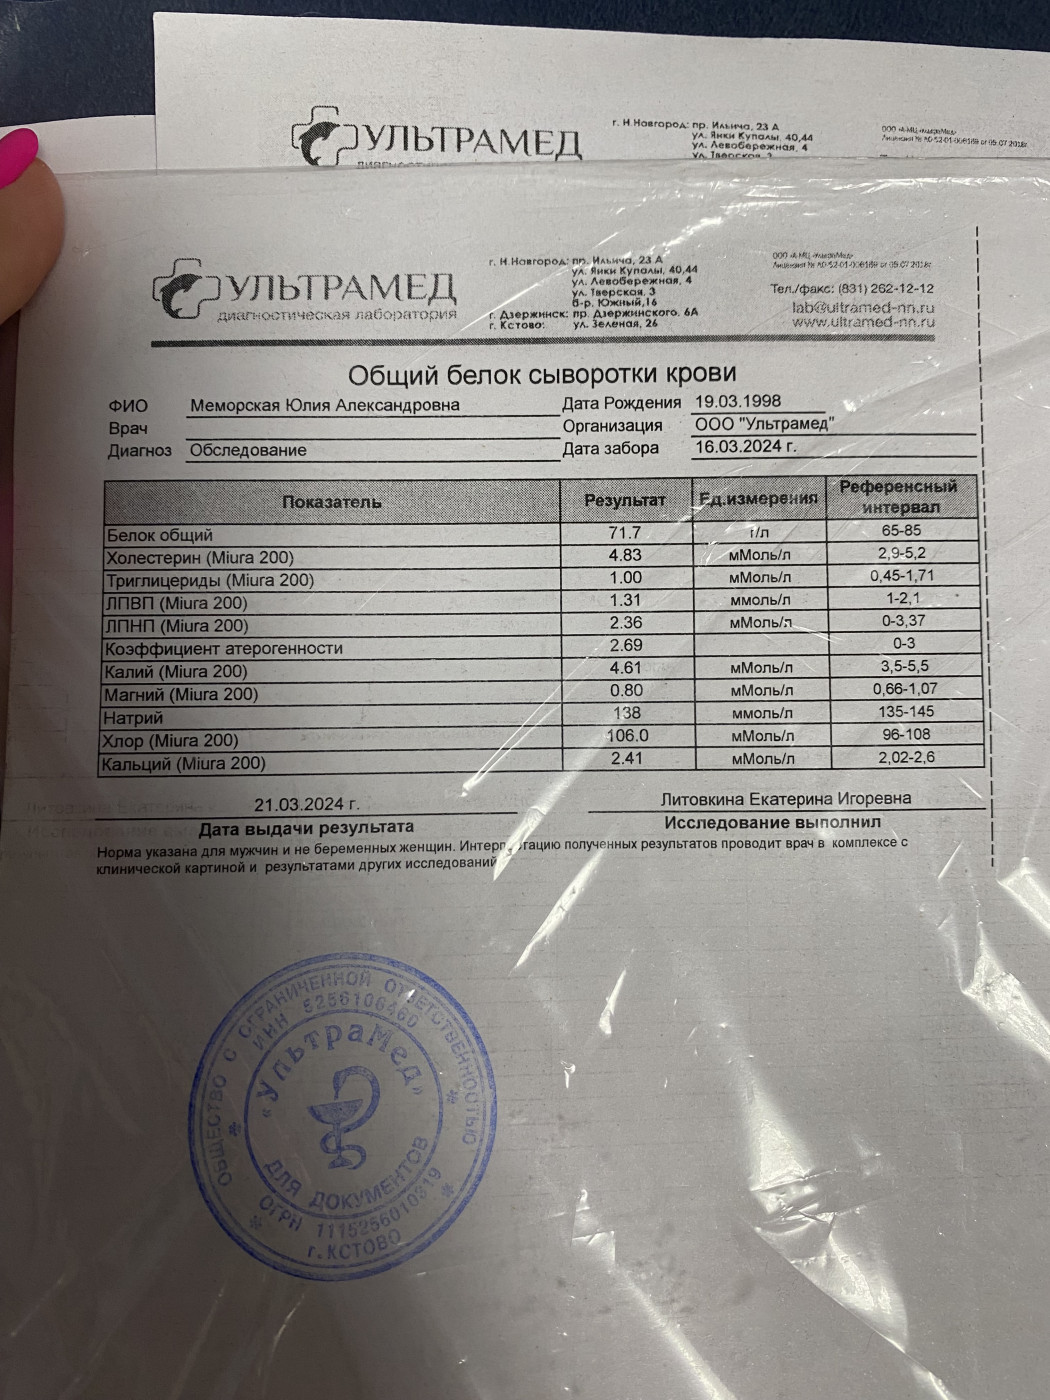 УЛЬТРАМЕД
г. Н.Новгород: пр. Ильича, 23 А
ул. Янки Купалы, 40,44
ул. Левобережная, 4
ул. Тверская, 3
УЛЬТРАМЕД
диагностическая лаборатория
г. Н.Новгород: пр. Ильича, 23 А
ул. Янки Купалы, 40,44
ул. Левобережная, 4
ул. Тверская, 3
б-р. Южный,16
г. Дзержинск: пр. Дзержинского, 6А
г. Кстово: ул. Зеленая, 26
Тел./факс: (831) 262-12-12
lab@ultramed-nn.ru
www.ultramed-nn.ru
Общий белок сыворотки крови
ФИО Меморская Юлия Александровна Дата Рождения 19.03.1998
Врач Организация ООО "Ультрамед"
Диагноз Обследование Дата забора 16.03.2024 г.
Показатель Результат Ед.измерения Референсный интервал
Белок общий 71.7 г/л 65-85
Холестерин (Miura 200) 4.83 мМоль/л 2,9-5,2
Триглицериды (Miura 200) 1.00 мМоль/л 0,45-1,71
ЛПВП (Miura 200) 1.31 ммоль/л 1-2,1
ЛПНП (Miura 200) 2.36 мМоль/л 0-3,37
Коэффициент атерогенности 2.69 0-3
Калий (Miura 200) 4.61 мМоль/л 3,5-5,5
Магний (Miura 200) 0.80 мМоль/л 0,66-1,07
Натрий 138 ммоль/л 135-145
Хлор (Miura 200) 106.0 мМоль/л 96-108
Кальций (Miura 200) 2.41 мМоль/л 2,02-2,6
21.03.2024 г. Литовкина Екатерина Игоревна
Дата выдачи результата Исследование выполнил
Норма указана для мужчин и не беременных женщин. Интерпретацию полученных результатов проводит врач в комплексе с
клинической картиной и результатами других исследований
ОБЩЕСТВО С ОГРАНИЧЕННОЙ ОТВЕТСТВЕННОСТЬЮ
ИНН 5256106460
«УльтраМед»
ДЛЯ ДОКУМЕНТОВ
ОГРН 1115256010319
г.КСТОВО